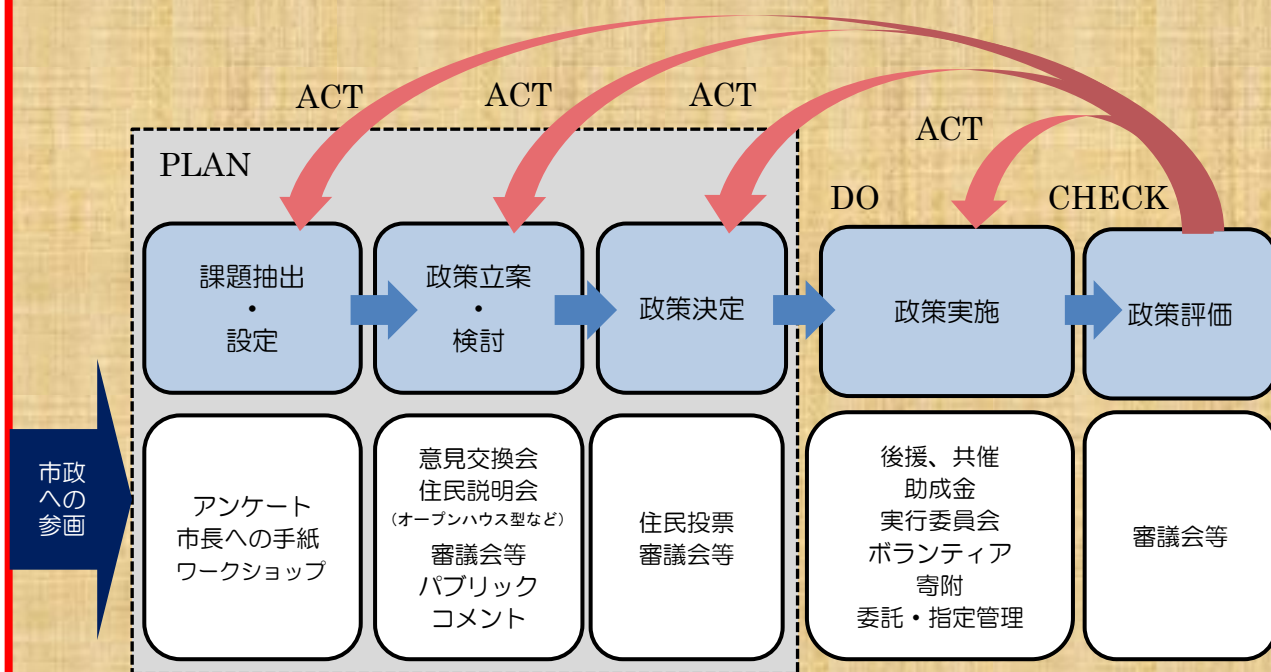 ACT
ACT
ACT
ACT
PLAN
DO
CHECK
課題抽出
・
設定
政策立案
・
検討
政策決定
政策実施
政策評価
市政
への
参画
アンケート
市長への手紙
ワークショップ
意見交換会
住民説明会
（オープンハウス型など）
審議会等
パブリック
コメント
住民投票
審議会等
後援、共催
助成金
実行委員会
ボランティア
寄附
委託・指定管理
審議会等